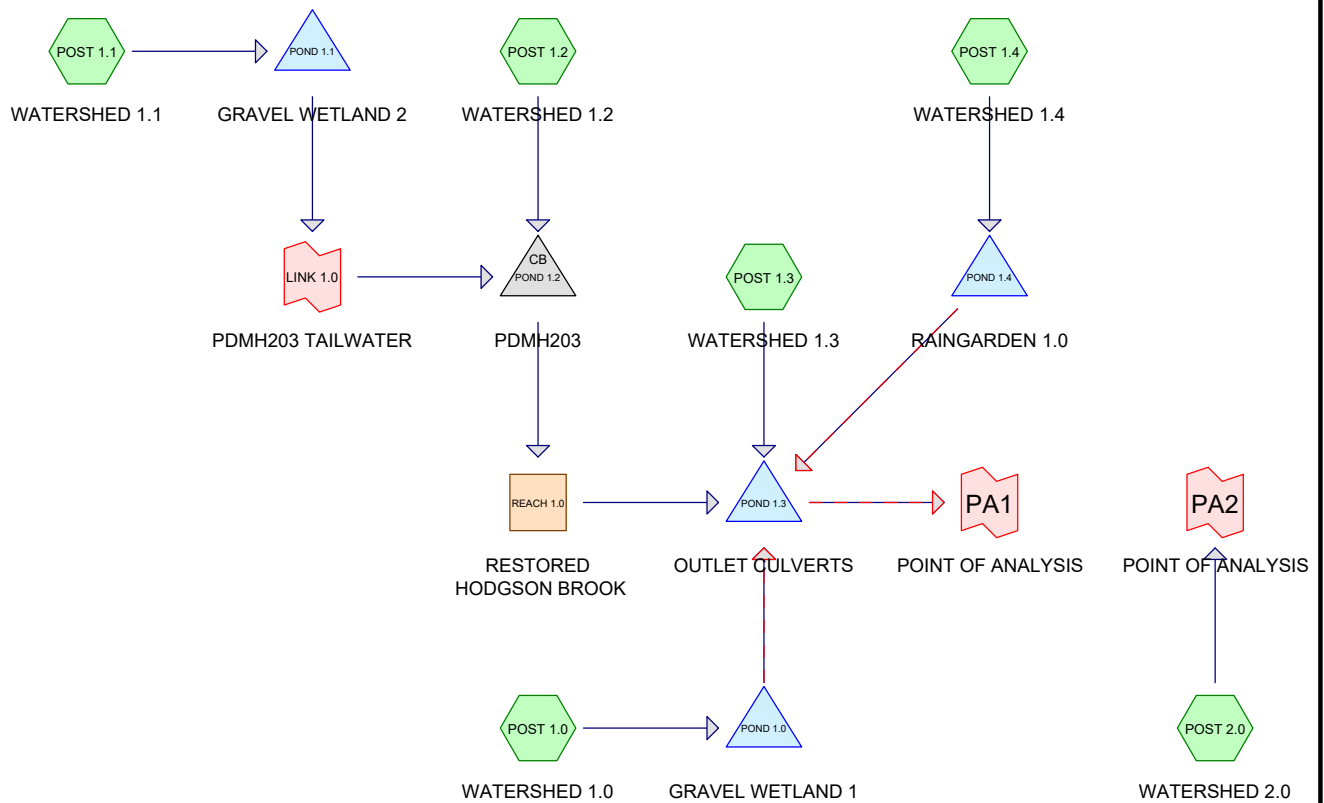 POST 1.1
POND 1.1
POST 1.2
POST 1.4
WATERSHED 1.1
GRAVEL WETLAND 2
WATERSHED 1.2
WATERSHED 1.4
LINK 1.0
CB
POND 1.2
POST 1.3
POND 1.4
PDMH203 TAILWATER
PDMH203
WATERSHED 1.3
RAINGARDEN 1.0
REACH 1.0
POND 1.3
PA1
PA2
RESTORED
HODGSON BROOK
OUTLET CULVERTS
POINT OF ANALYSIS
POINT OF ANALYSIS
POST 1.0
POND 1.0
POST 2.0
WATERSHED 1.0
GRAVEL WETLAND 1
WATERSHED 2.0